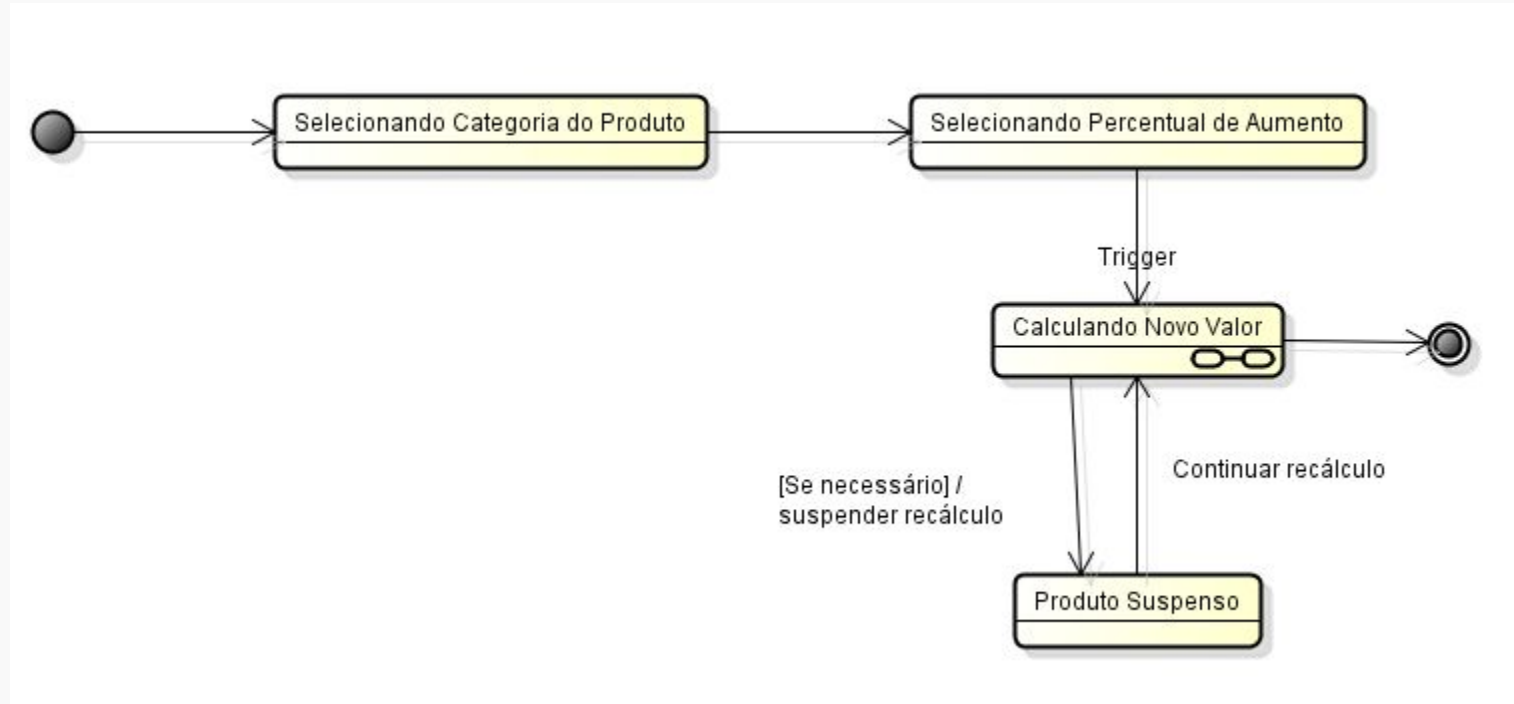 Selecionando Categoria do Produto
Selecionando Percentual de Aumento
Trigger
Calculando Novo Valor
[Se necessário] /
suspender recálculo
Continuar recálculo
Produto Suspenso